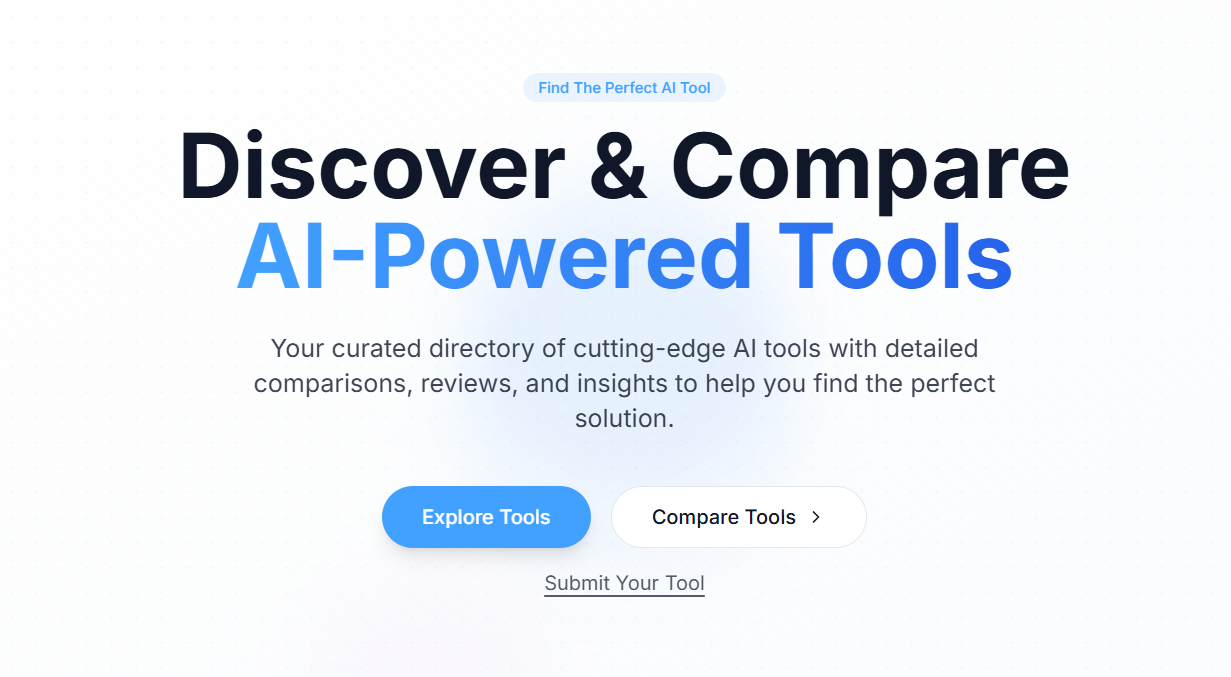 Find The Perfect AI Tool
Discover & Compare
AI-Powered Tools
Your curated directory of cutting-edge AI tools with detailed
comparisons, reviews, and insights to help you find the perfect
solution.
Explore Tools
Compare Tools
Submit Your Tool